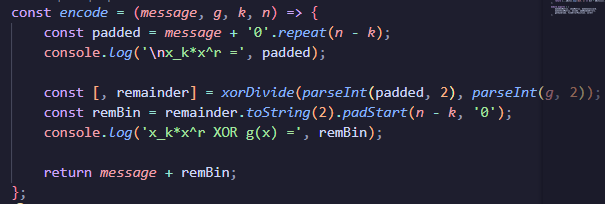 const encode = (message, g, k, n) => {
const padded = message + '0'.repeat(n - k);
console.log('\nx_k*x^r =', padded);
const [, remainder] = xorDivide(parseInt(padded, 2), parseInt(g, 2));
const remBin = remainder.toString(2).padStart(n - k, '0');
console.log('x_k*x^r XOR g(x) =', remBin);
return message + remBin;
};